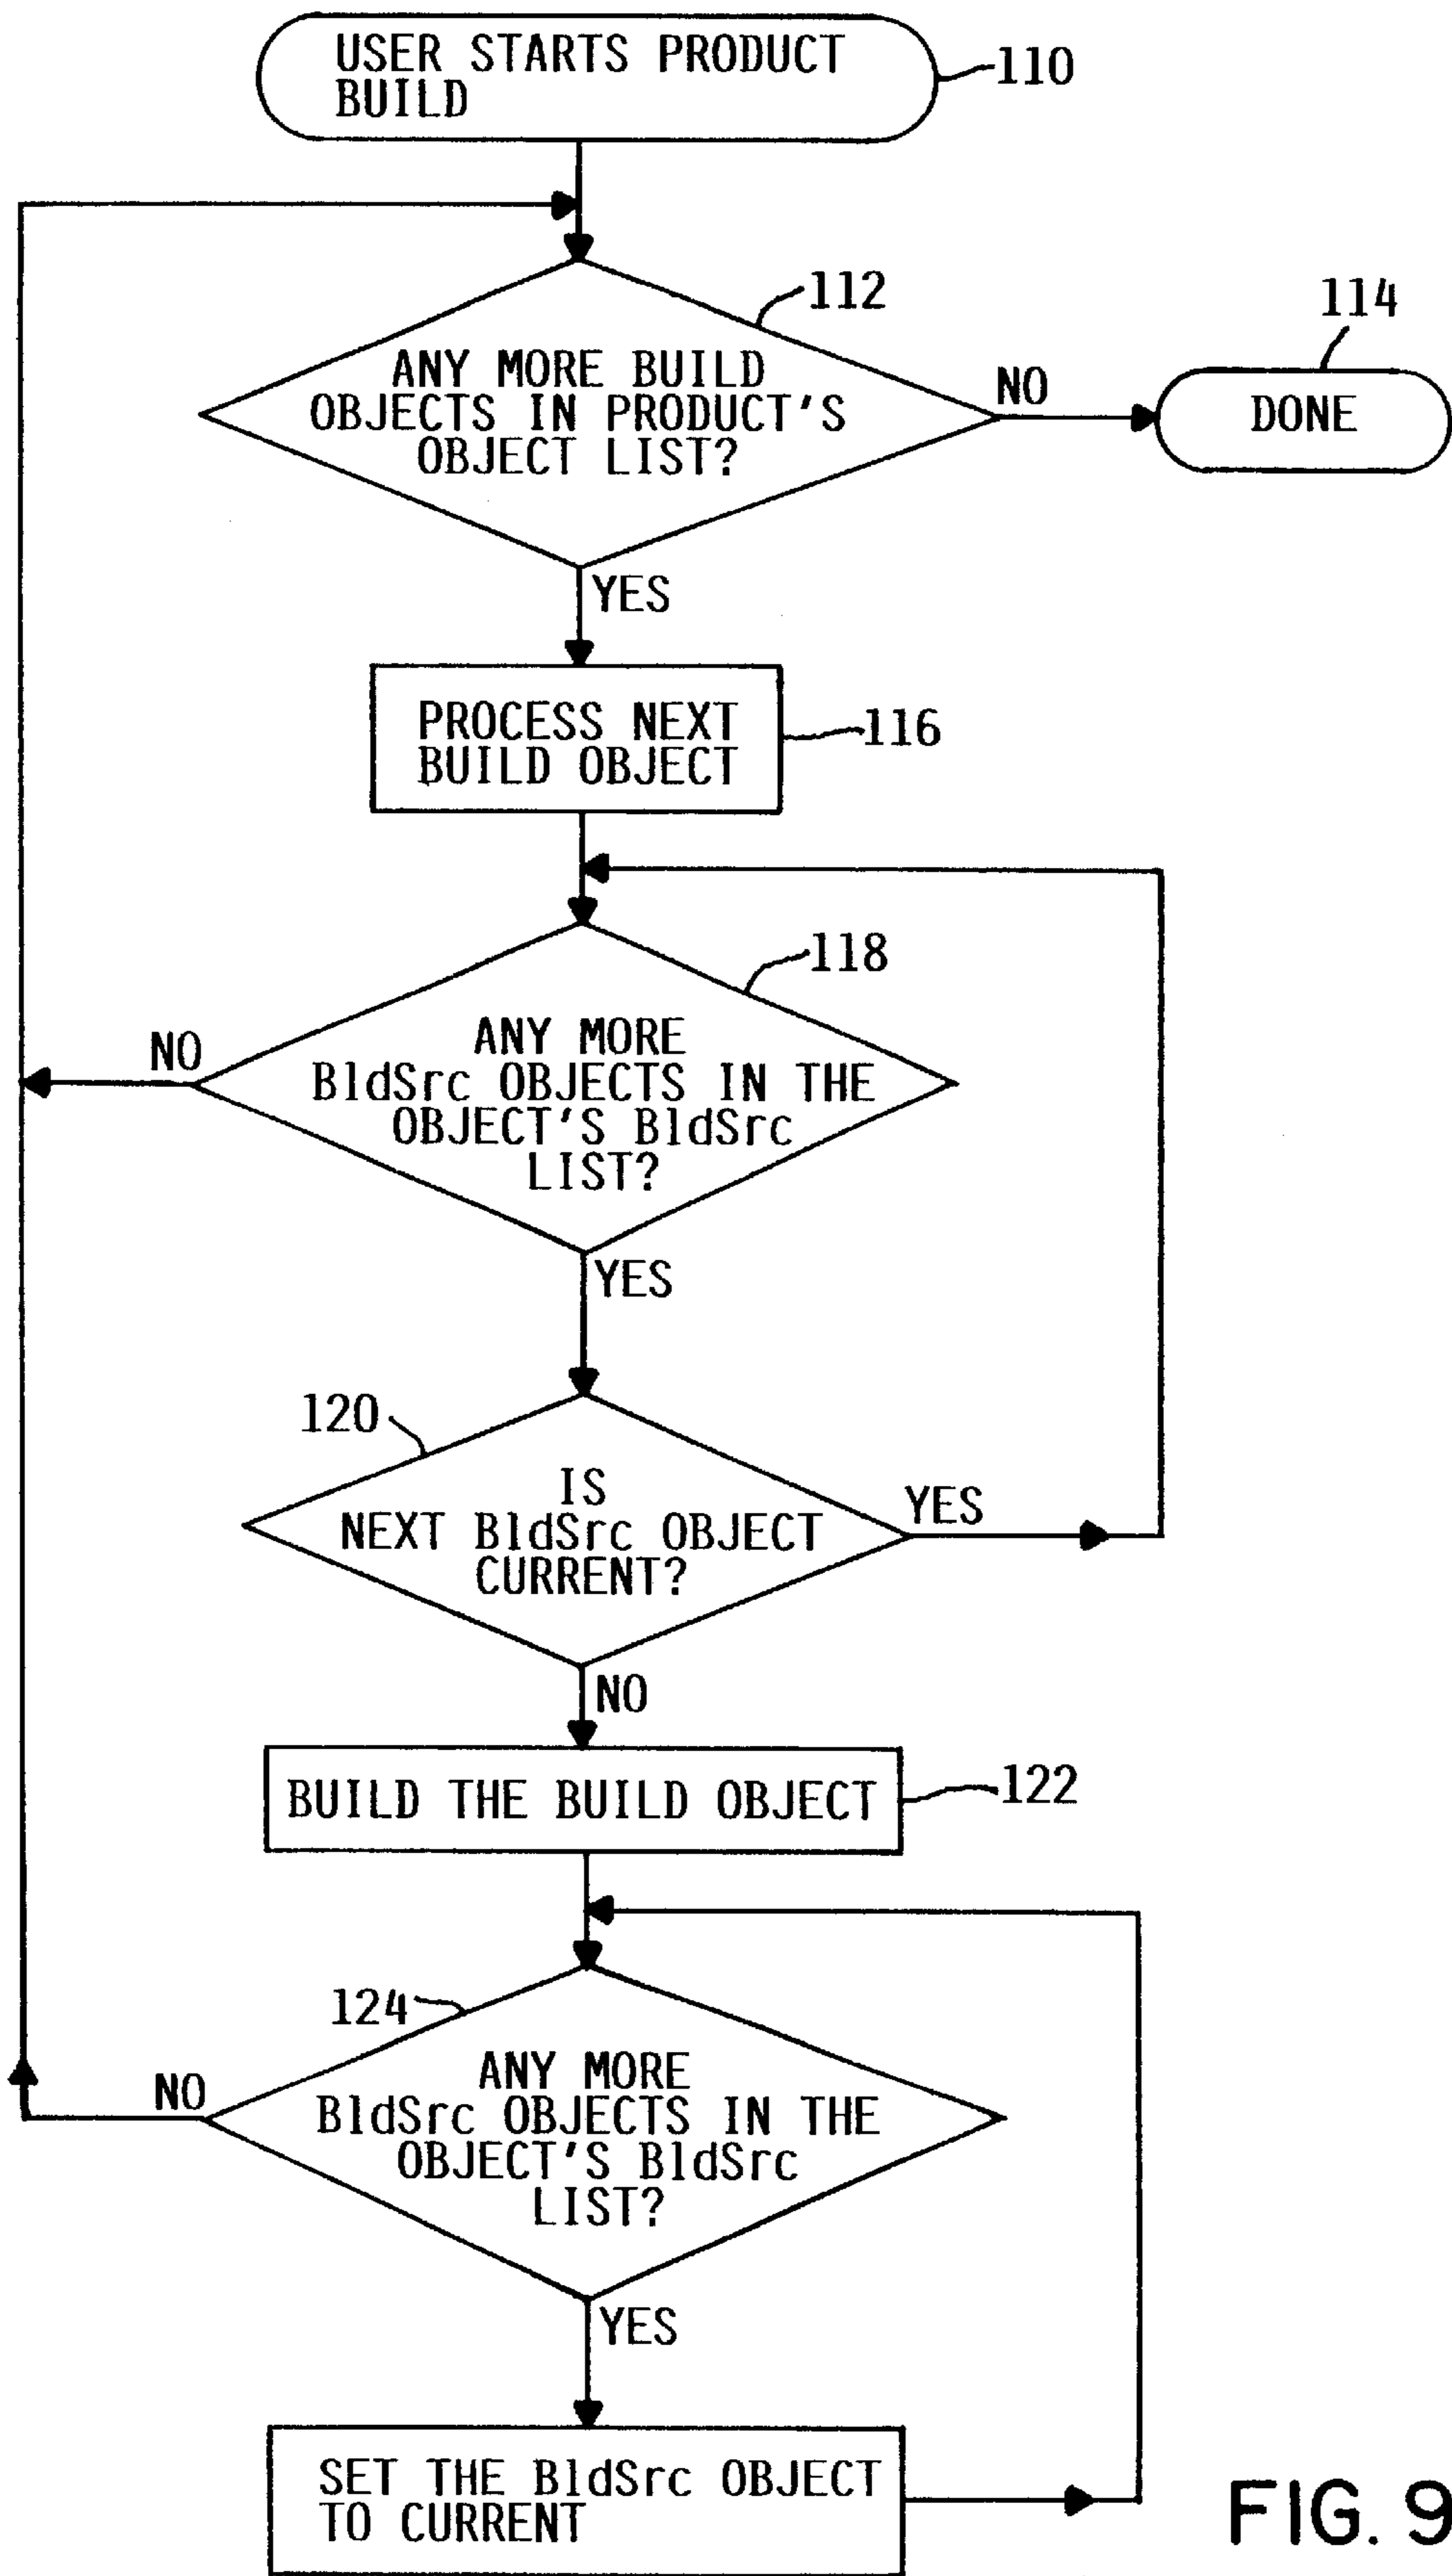 USER STARTS PRODUCT
BUILD
110
112
114
ANY MORE BUILD
OBJECTS IN PRODUCT'S
OBJECT LIST?
NO
DONE
YES
PROCESS NEXT
BUILD OBJECT
116
118
ANY MORE
BldSrc OBJECTS IN THE
OBJECT'S BldSrc
LIST?
NO
YES
120
IS
NEXT BldSrc OBJECT
CURRENT?
YES
NO
BUILD THE BUILD OBJECT
122
124
ANY MORE
BldSrc OBJECTS IN THE
OBJECT'S BldSrc
LIST?
NO
YES
SET THE BldSrc OBJECT
TO CURRENT
FIG. 9